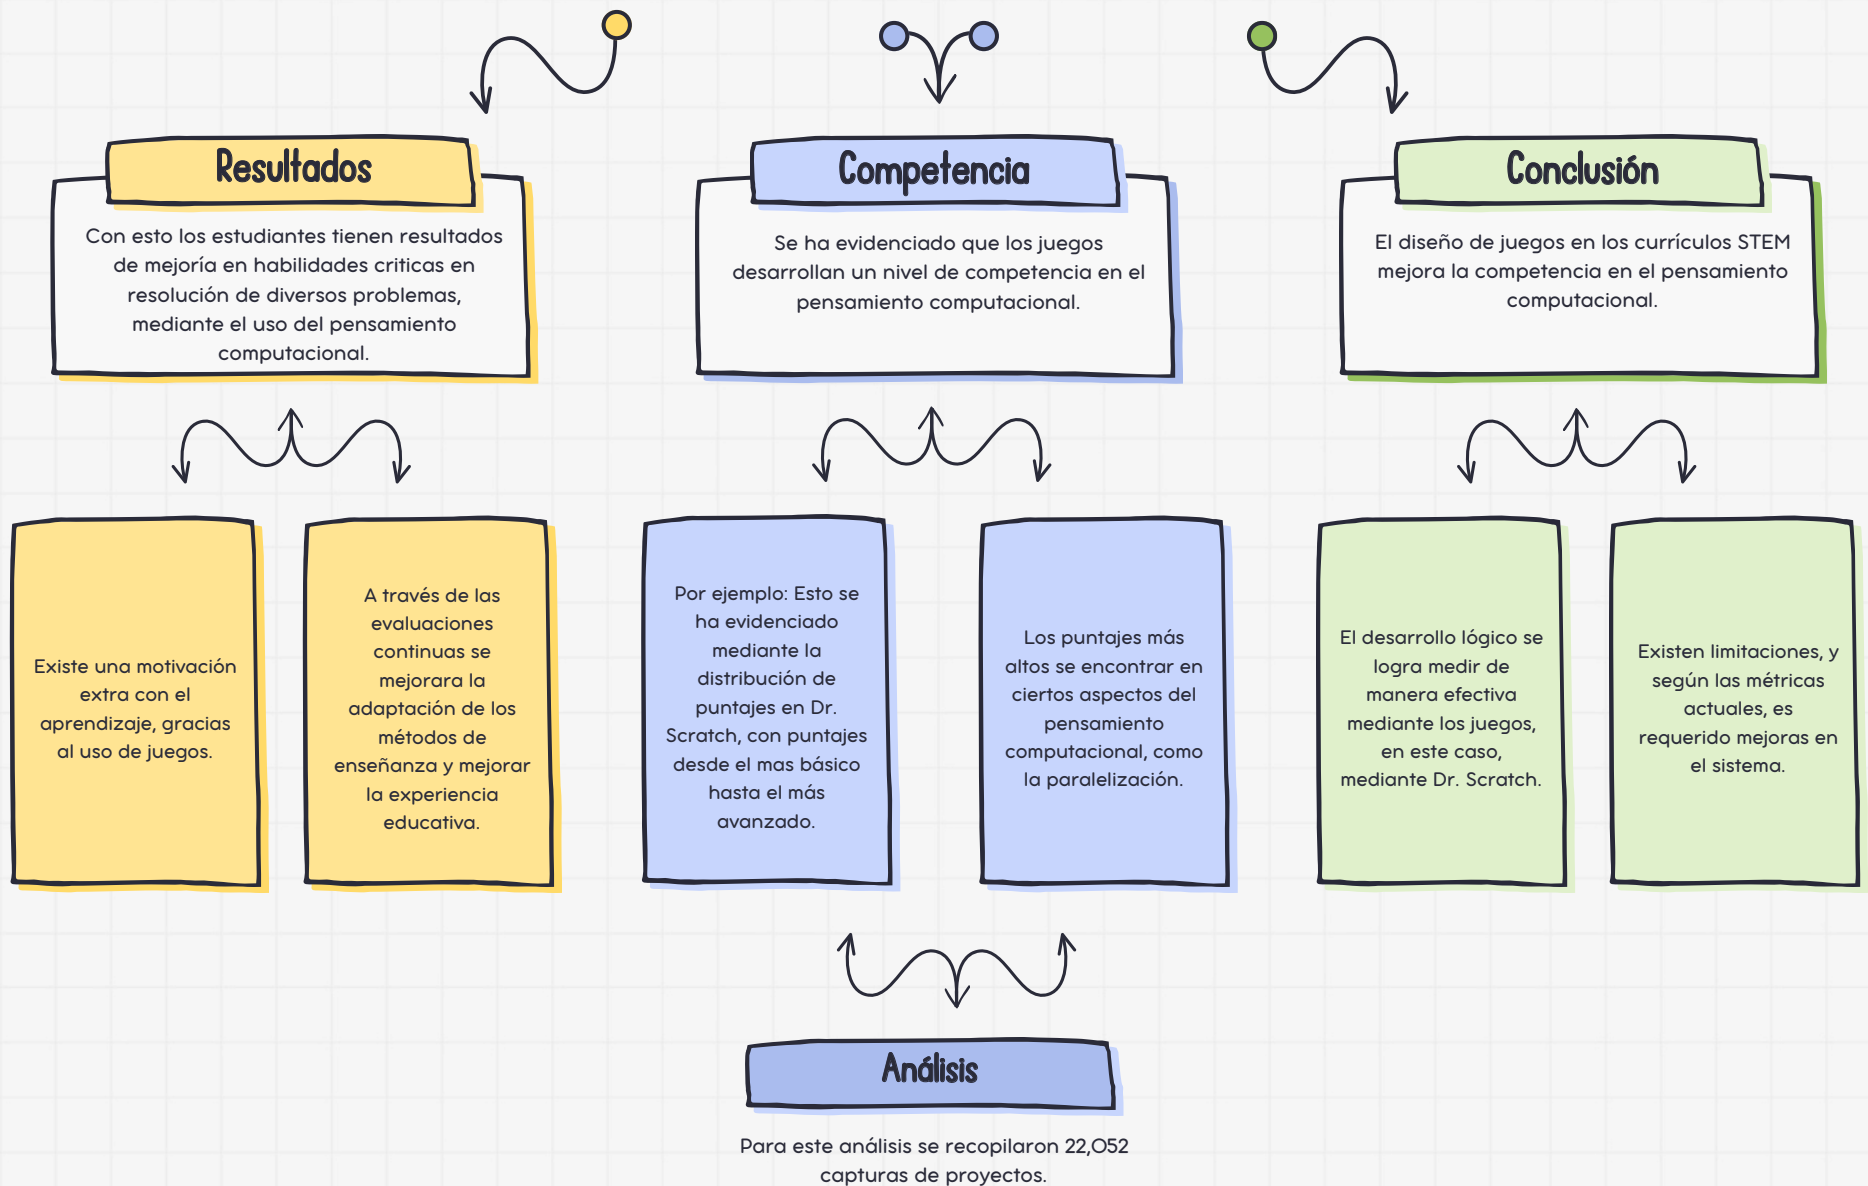 Resultados
Con esto los estudiantes tienen resultados
de mejoría en habilidades criticas en
resolución de diversos problemas,
mediante el uso del pensamiento
computacional.
Competencia
Se ha evidenciado que los juegos
desarrollan un nivel de competencia en el
pensamiento computacional.
Conclusión
El diseño de juegos en los currículos STEM
mejora la competencia en el pensamiento
computacional.
Existe una motivación
extra con el
aprendizaje, gracias
al uso de juegos.
A través de las
evaluaciones
continuas se
mejorara la
adaptación de los
métodos de
enseñanza y mejorar
la experiencia
educativa.
Por ejemplo: Esto se
ha evidenciado
mediante la
distribución de
puntajes en Dr.
Scratch, con puntajes
desde el mas básico
hasta el más
avanzado.
Los puntajes más
altos se encontrar en
ciertos aspectos del
pensamiento
computacional, como
la paralelización.
El desarrollo lógico se
logra medir de
manera efectiva
mediante los juegos,
en este caso,
mediante Dr. Scratch.
Existen limitaciones, y
según las métricas
actuales, es
requerido mejoras en
el sistema.
Análisis
Para este análisis se recopilaron 22,052
capturas de proyectos.